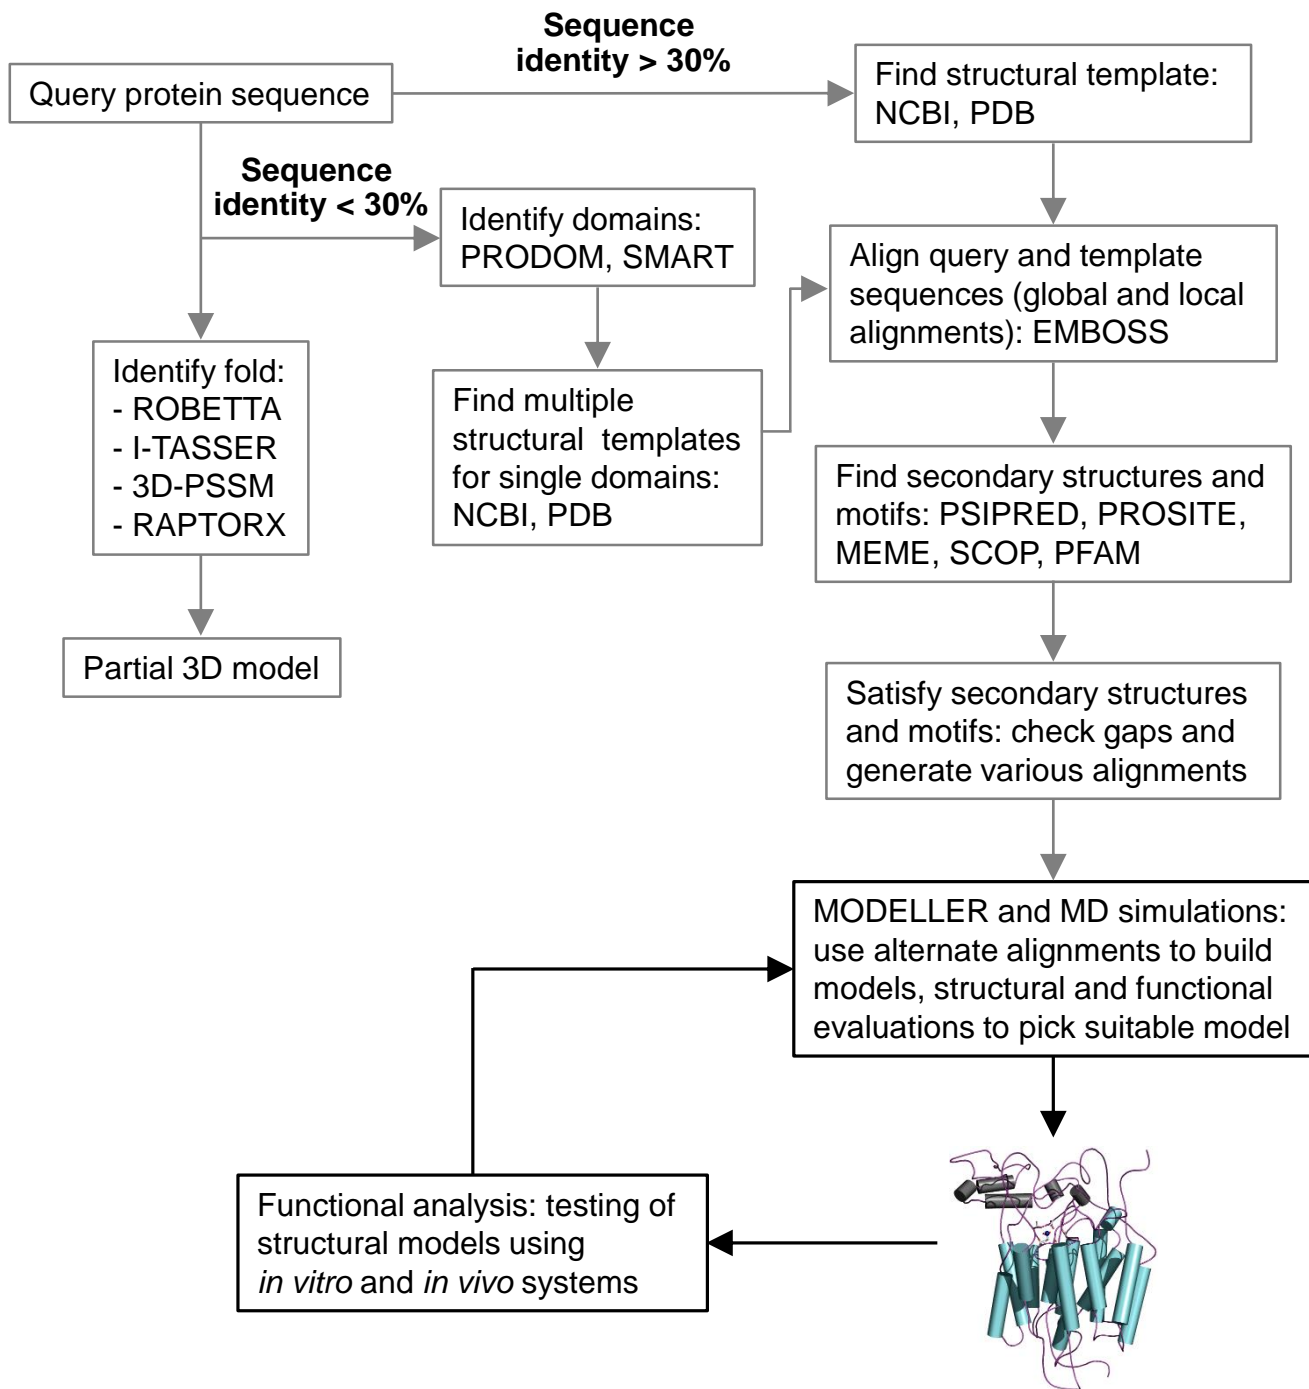 Sequence
identity > 30%
Query protein sequence
Find structural template:
NCBI, PDB
Sequence
identity < 30%
Identify domains:
PRODOM, SMART
Align query and template
sequences (global and local
alignments): EMBOSS
Identify fold:
- ROBETTA
- I-TASSER
- 3D-PSSM
- RAPTORX
Find multiple
structural templates
for single domains:
NCBI, PDB
Find secondary structures and
motifs: PSIPRED, PROSITE,
MEME, SCOP, PFAM
Partial 3D model
Satisfy secondary structures
and motifs: check gaps and
generate various alignments
MODELLER and MD simulations:
use alternate alignments to build
models, structural and functional
evaluations to pick suitable model
Functional analysis: testing of
structural models using
in vitro and in vivo systems